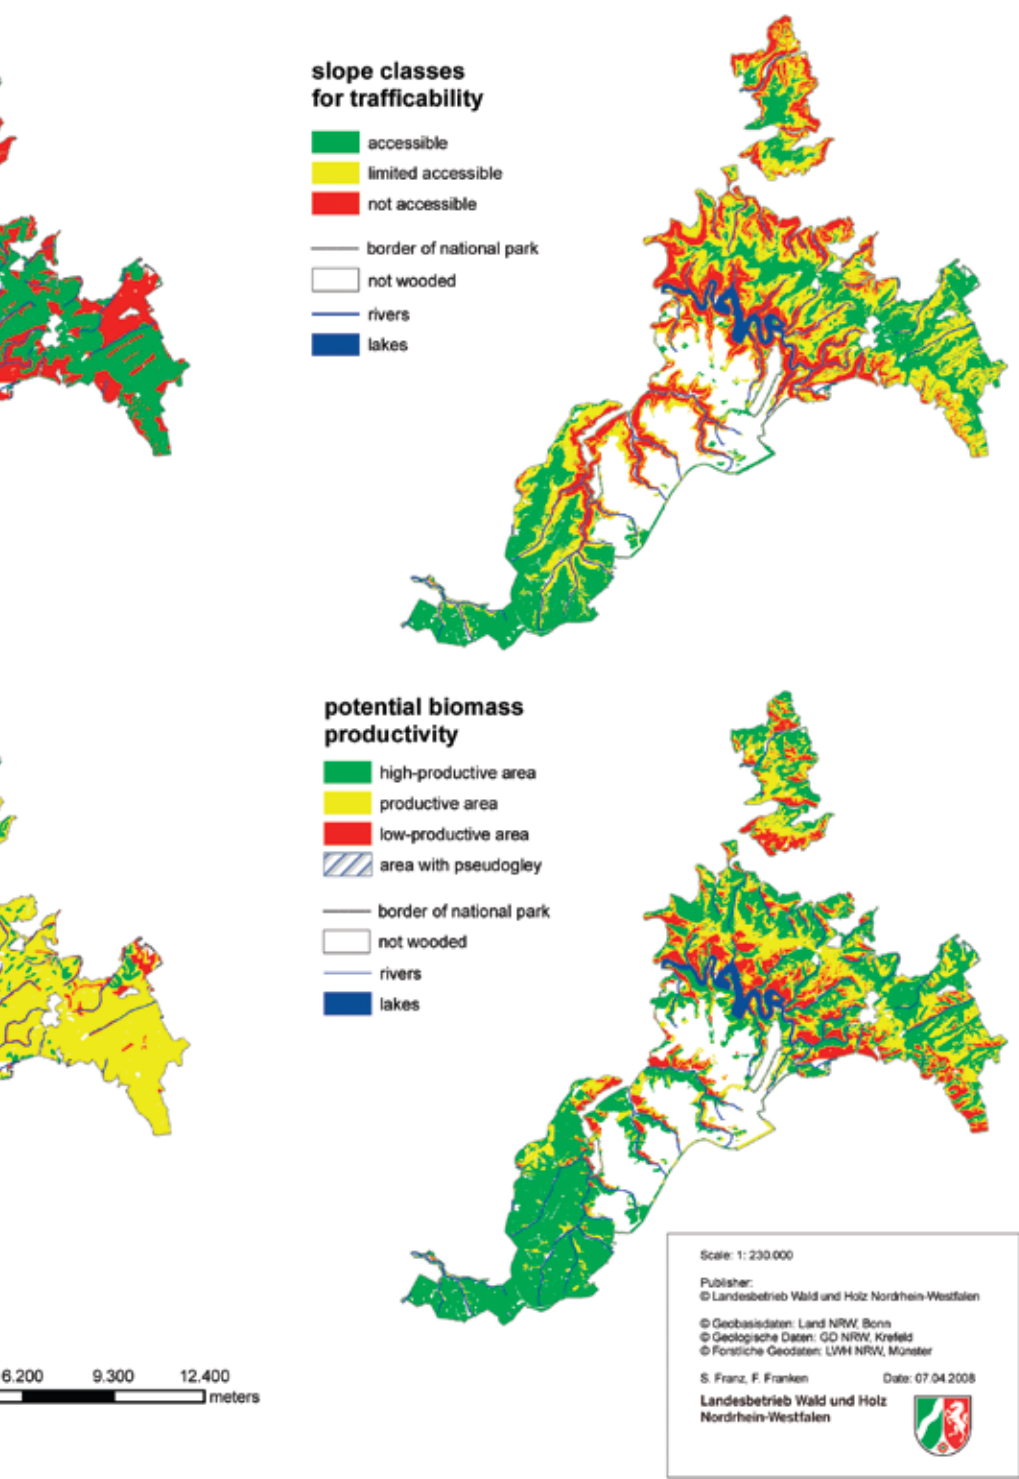 slope classes
for trafficability
accessible
limited accessible
not accessible
border of national park
not wooded
rivers
lakes
potential biomass
productivity
high-productive area
productive area
low-productive area
area with pseudogley
border of national park
not wooded
rivers
lakes
6.200 9.300 12.400
meters
Scale: 1: 230.000
Publisher:
© Landesbetrieb Wald und Holz Nordrhein-Westfalen
© Geobasisdaten: Land NRW, Bonn
© Geologische Daten: GD NRW, Krefeld
© Forstliche Geodaten: LWH NRW, Münster
S. Franz, F. Franken Date: 07.04.2008
Landesbetrieb Wald und Holz
Nordrhein-Westfalen